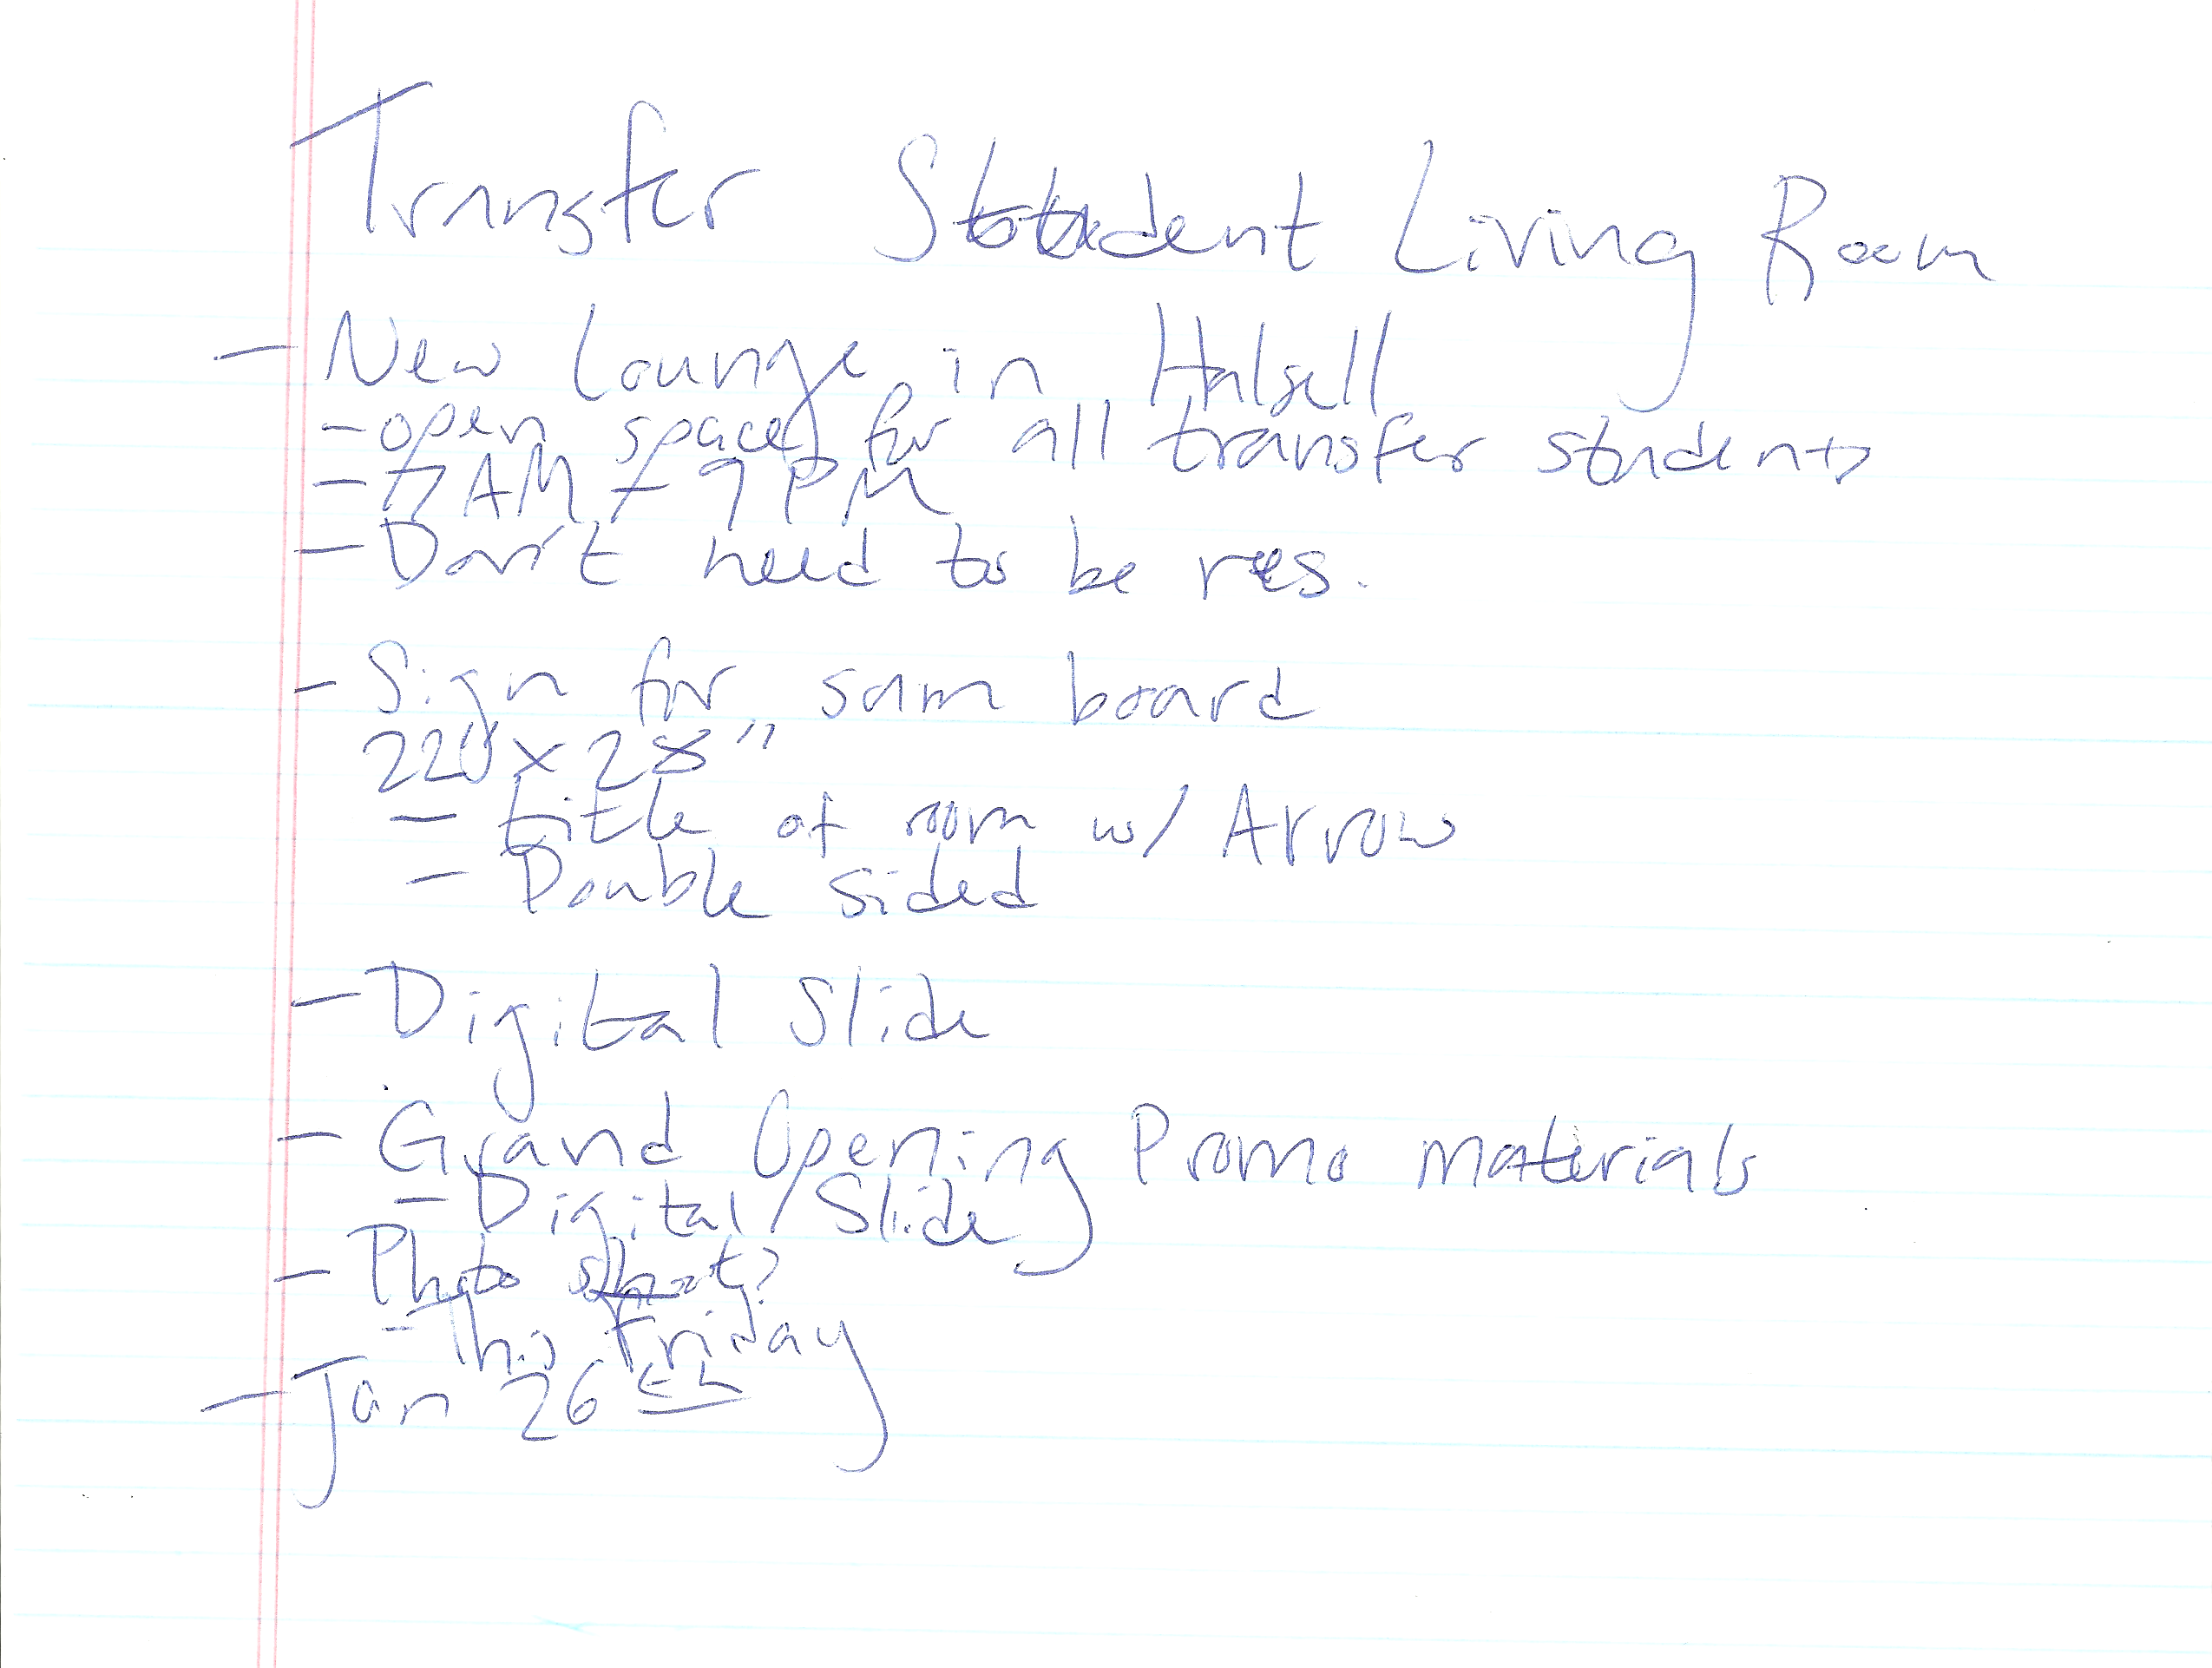 Transfer Student Living Room
- New Lounge in Halsell
- open space for all transfer students
- 7AM - 9PM
- Don't need to be res.
- Sign for sam board
22" x 28"
- title of room w/ Arrow
- Double sided
- Digital Slide
- Grand Opening Promo materials
- Digital Slide
- Photo shoot?
- This Friday
- Jan 26th